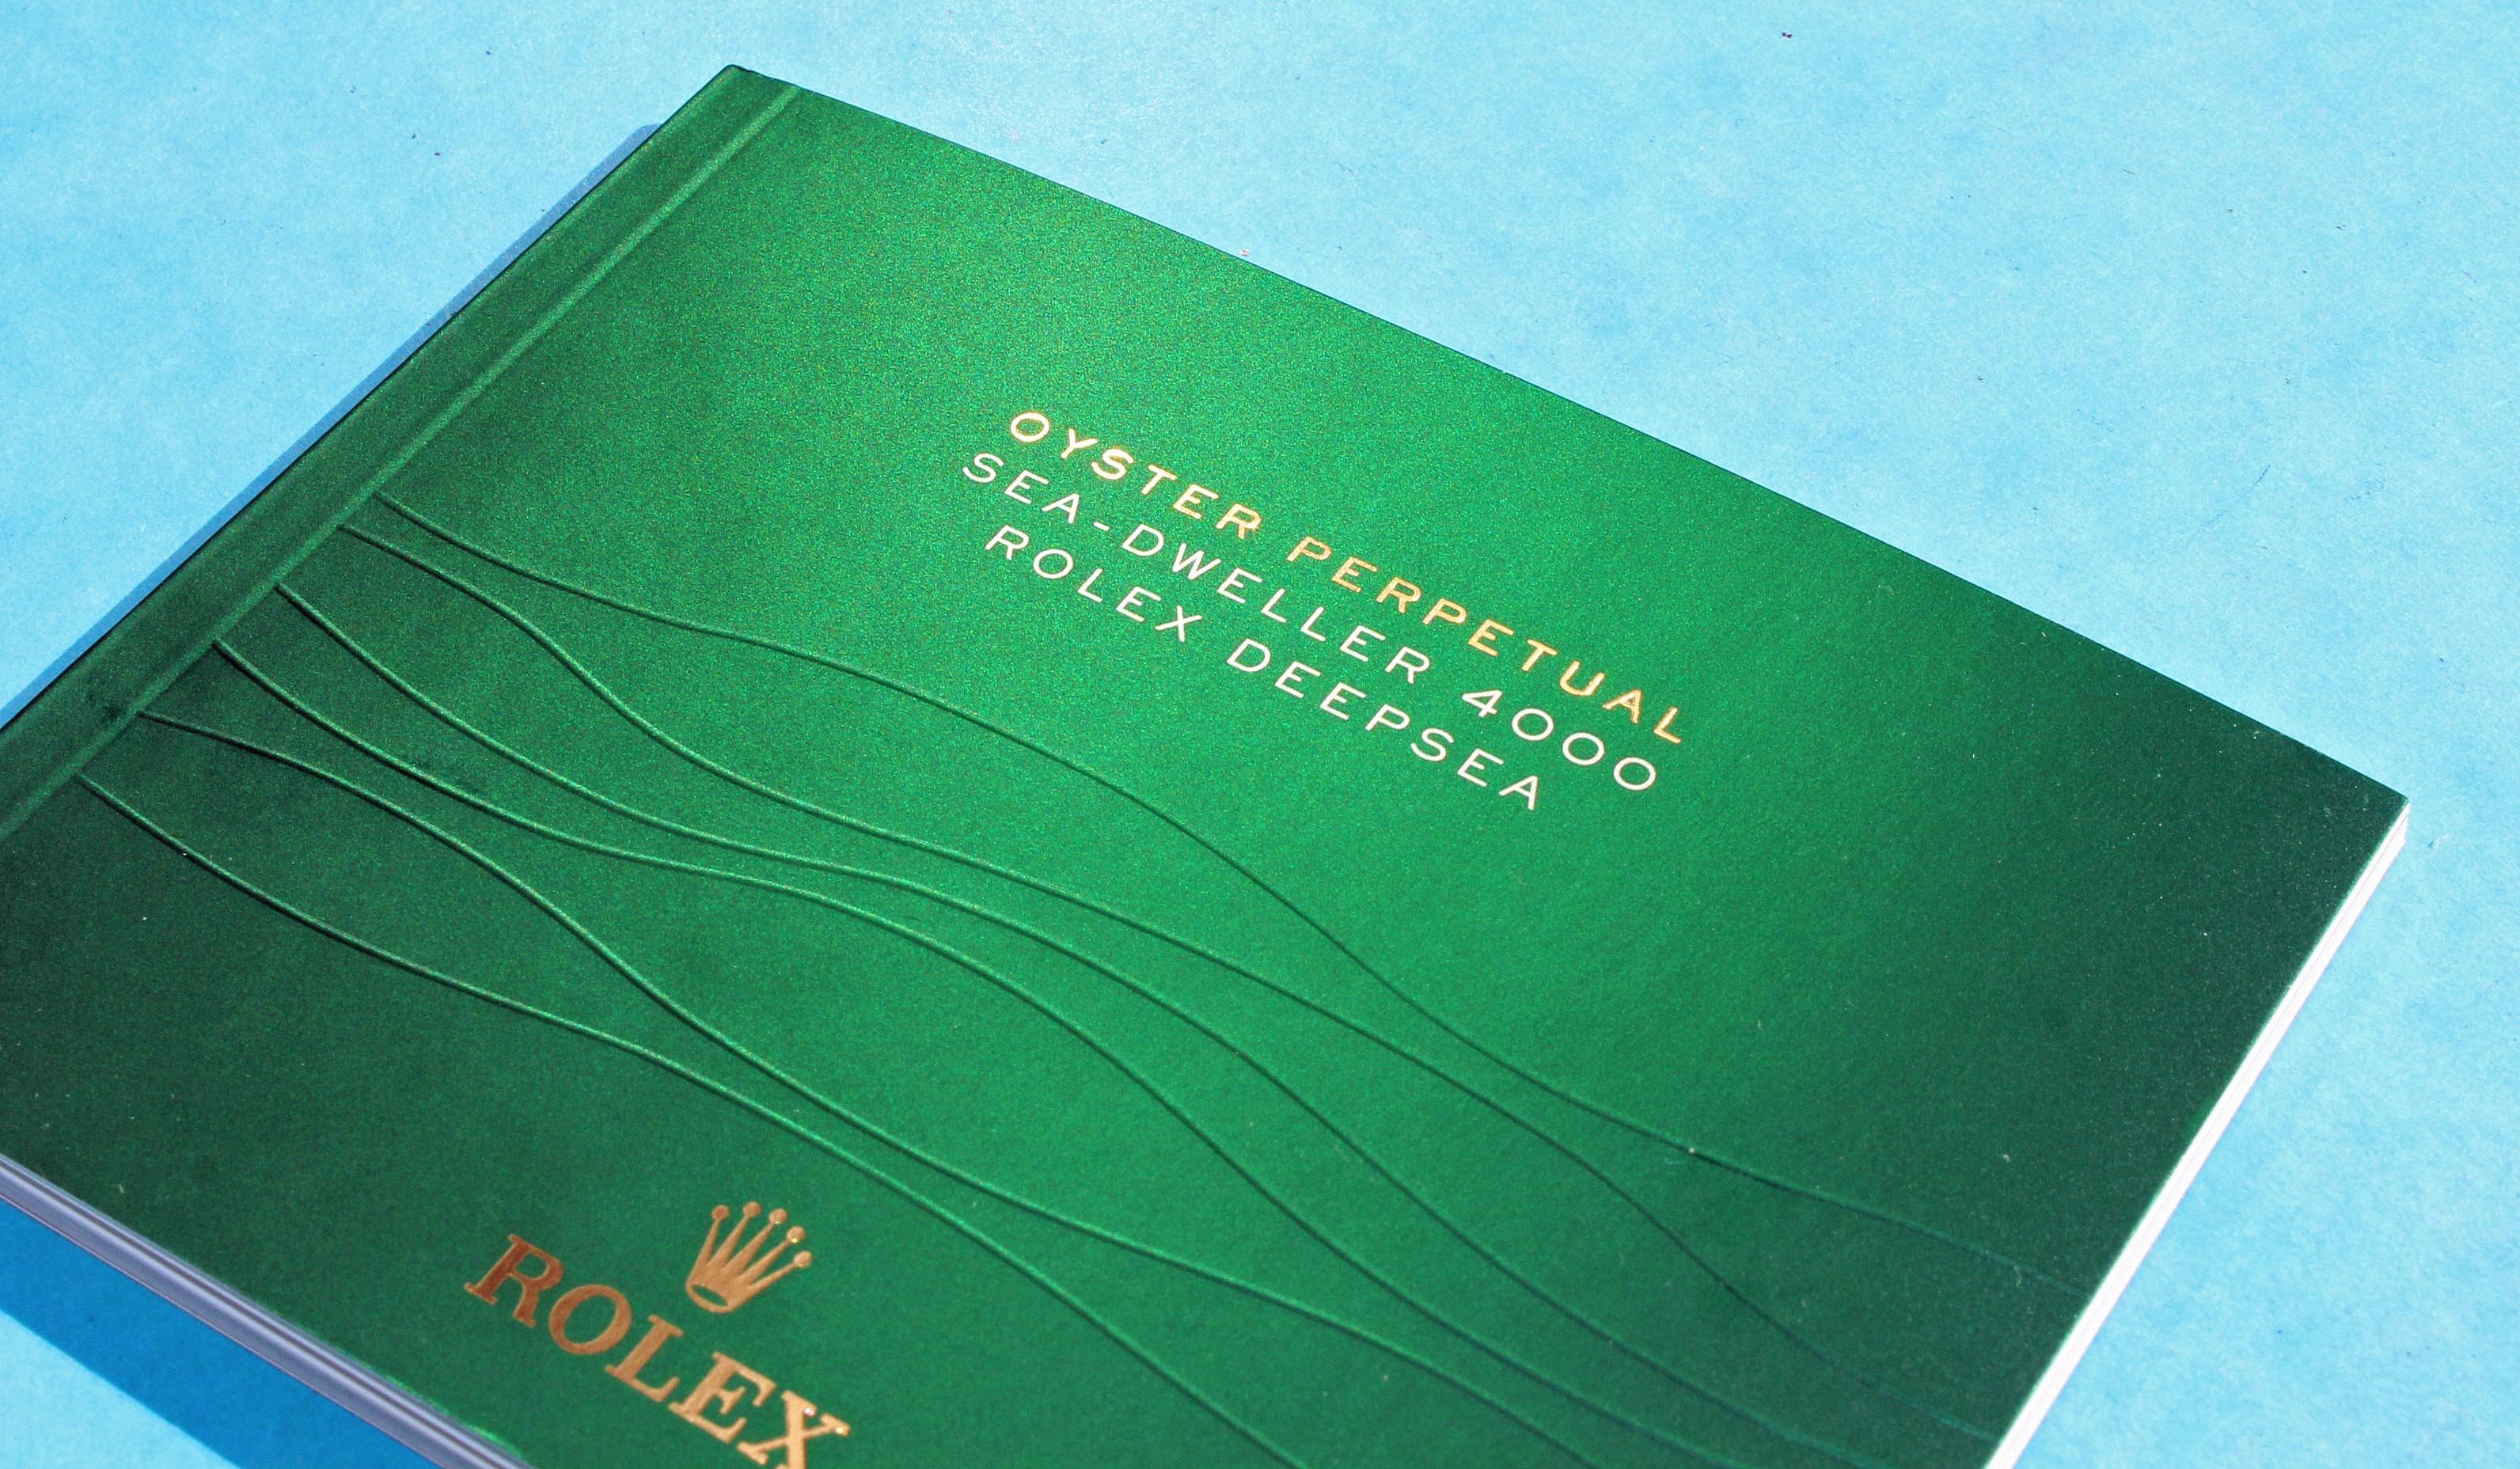 OYSTER PERPETUAL
SEA-DWELLER 4000
ROLEX DEEPSEA
ROLEX